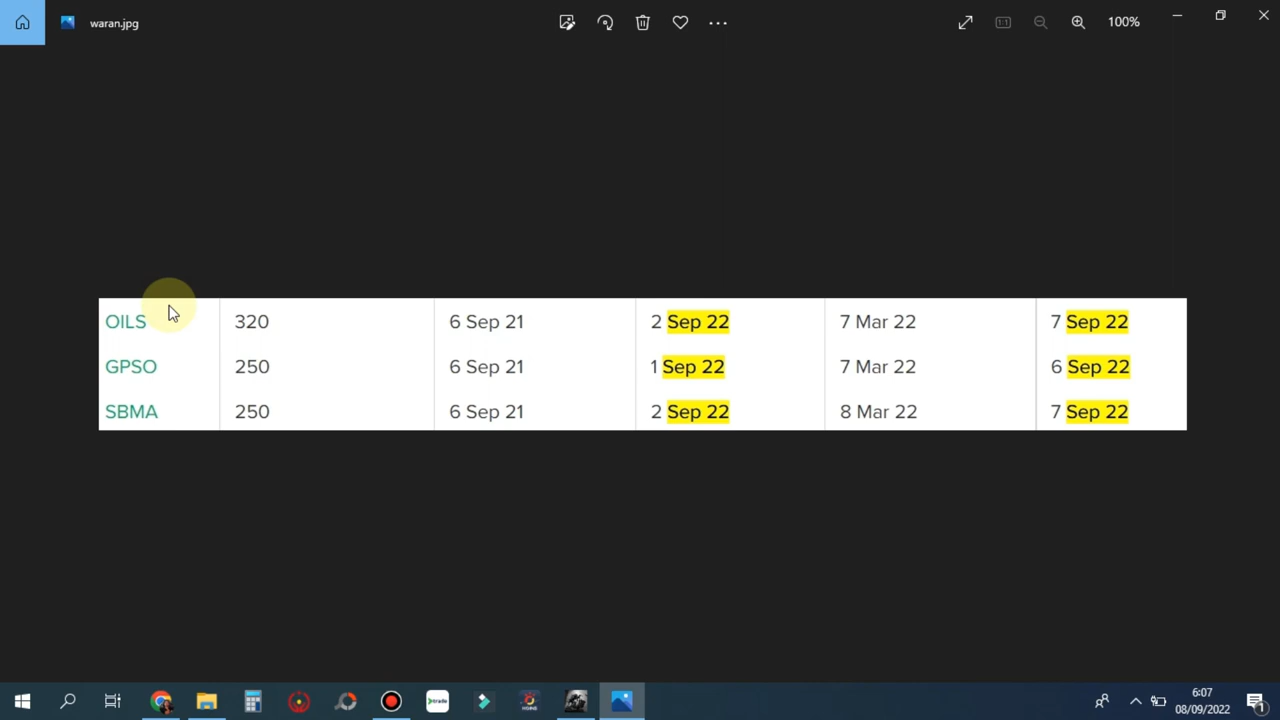 waran.jpg
100%
OILS 320 6 Sep 21 2 Sep 22 7 Mar 22 7 Sep 22
GPSO 250 6 Sep 21 1 Sep 22 7 Mar 22 6 Sep 22
SBMA 250 6 Sep 21 2 Sep 22 8 Mar 22 7 Sep 22
trade
6:07
08/09/2022
1